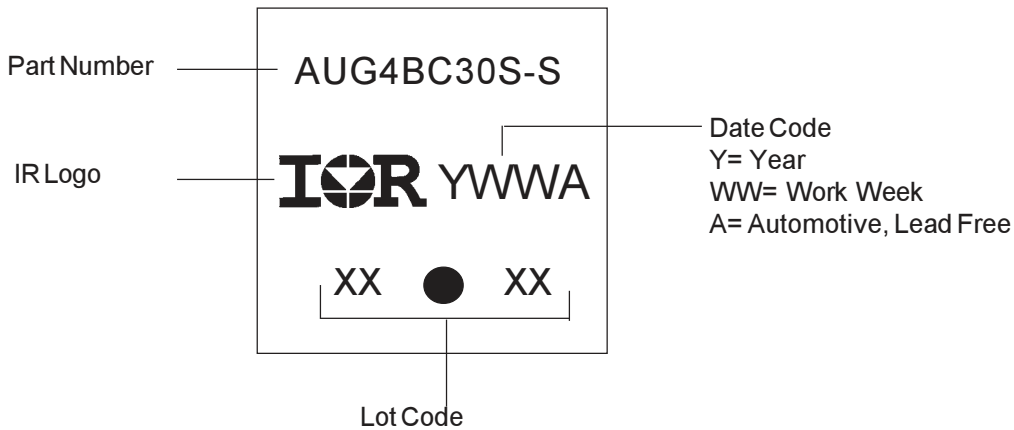 Part Number
AUG4BC30S-S
IR Logo
IOR YWWA
Date Code
Y= Year
WW= Work Week
A= Automotive, Lead Free
XX XX
Lot Code